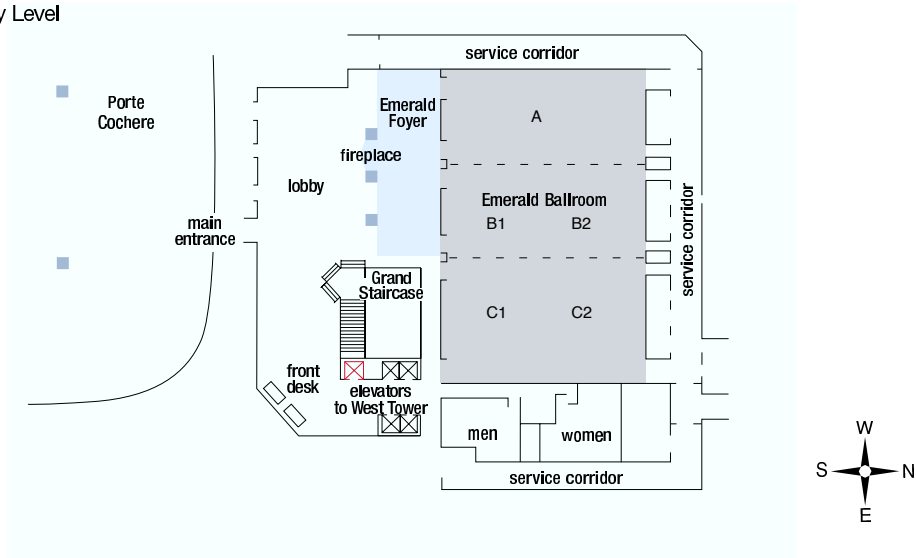 y Level
service corridor
Porte
Cochere
Emerald
Foyer
A
fireplace
lobby
Emerald Ballroom
B1 B2
service corridor
main
entrance
Grand
Staircase
C1 C2
front
desk
elevators
to West Tower
men
women
service corridor
W
S N
E